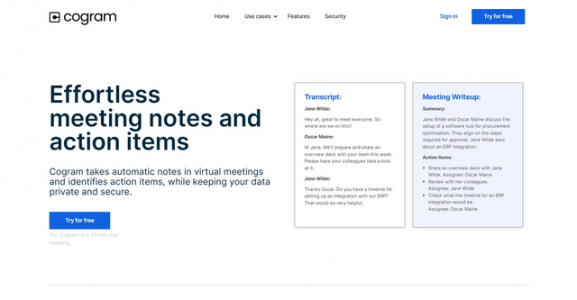 cogram
Home Use cases Features Security Sign in Try for free
Effortless
meeting notes and
action items
Cogram takes automatic notes in virtual meetings
and identifies action items, while keeping your data
private and secure.
Try for free
Try Cogram in a 10 min risk
meeting.
Transcript:
Jane Wilde:
Hey all, great to meet everyone. So
where are we on this?
Oscar Maine:
Hi Jane. We'll prepare and share an
overview deck with your team this week.
Please have your colleagues take a look
at it.
Jane Wilde:
Thanks Oscar. Do you have a timeline for
setting up an integration with our ERP?
That would be very helpful.
Meeting Writeup:
Summary:
Jane Wilde and Oscar Maine discuss the
setup of a software tool for procurement
optimisation. They align on the steps
required for approval. Jane Wilde asks
about an ERP integration.
Action Items:
• Share an overview deck with Jane
Wilde. Assignee: Oscar Maine
• Review with her colleagues.
Assignee: Jane Wilde
• Check what the timeline for an ERP
integration would be.
Assignee: Oscar Maine